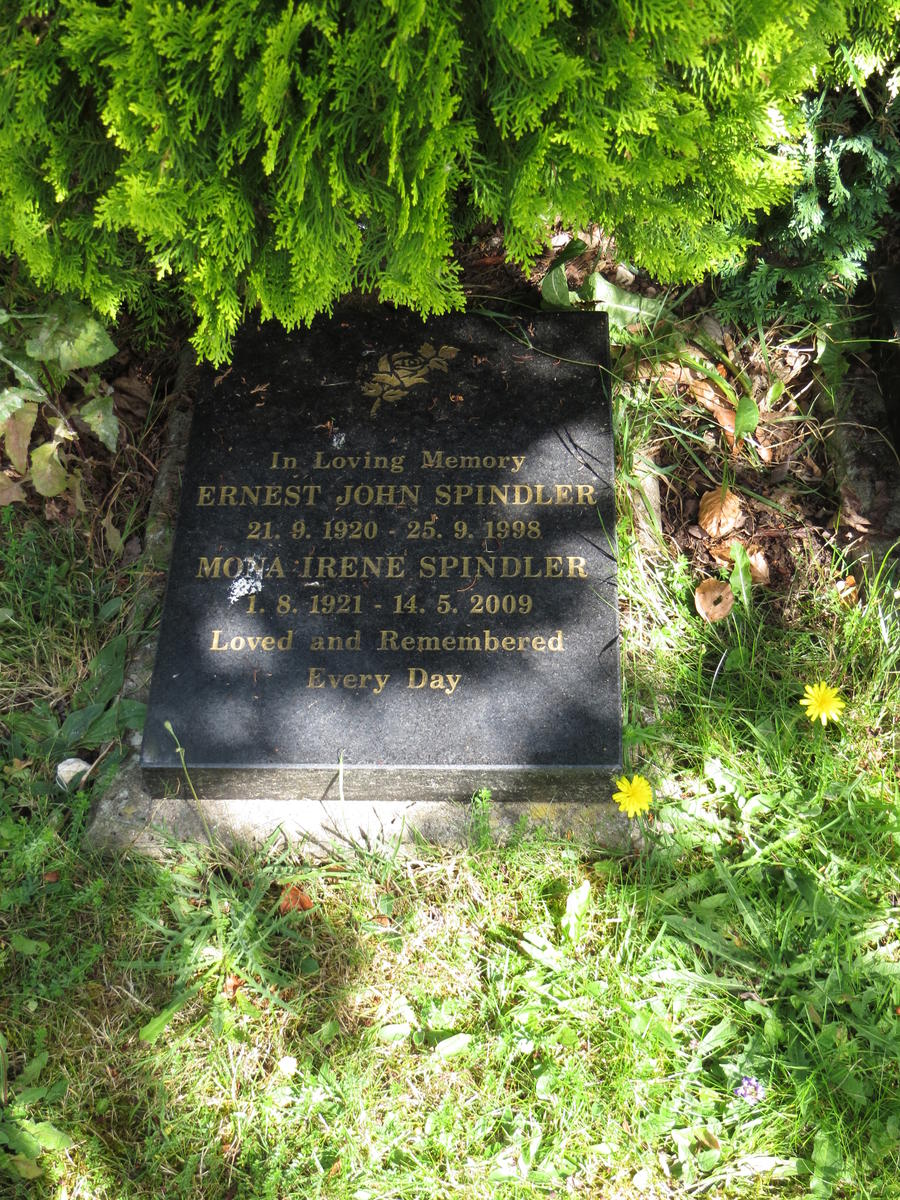 In Loving Memory
ERNEST JOHN SPINDLER
21. 9. 1920 - 25. 9. 1998
MONA IRENE SPINDLER
1. 8. 1921 - 14. 5. 2009
Loved and Remembered
Every Day